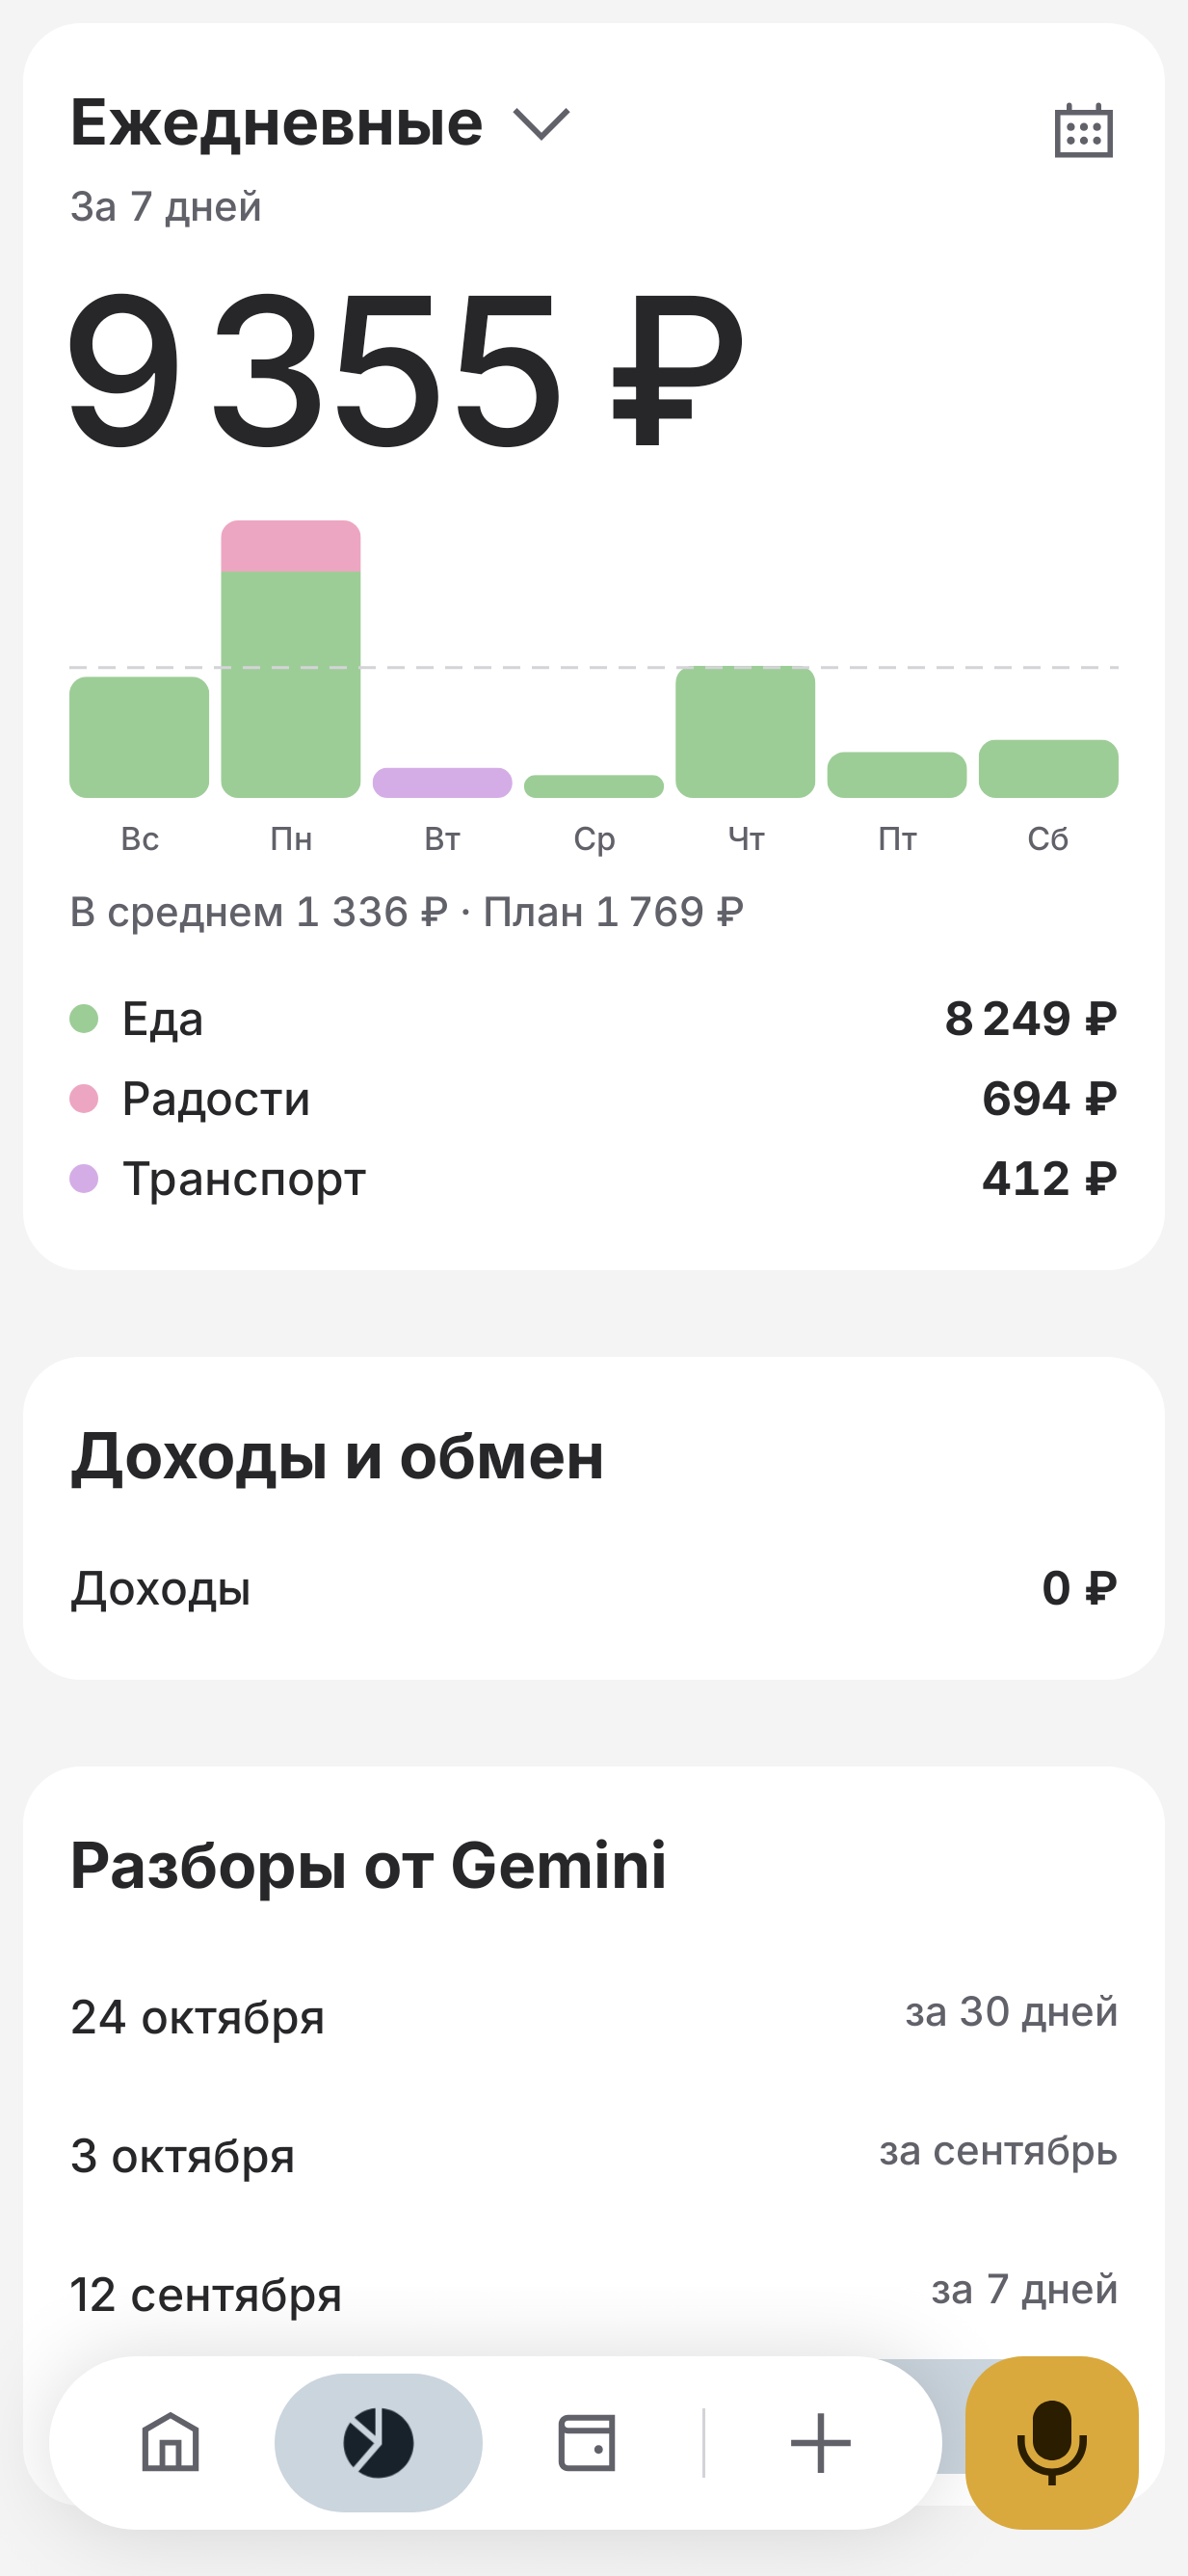 Ежедневные
За 7 дней
9 355 ₽
Вс Пн Вт Ср Чт Пт Сб
В среднем 1 336 ₽ · План 1 769 ₽
Еда 8 249 ₽
Радости 694 ₽
Транспорт 412 ₽
Доходы и обмен
Доходы 0 ₽
Разборы от Gemini
24 октября за 30 дней
3 октября за сентябрь
12 сентября за 7 дней